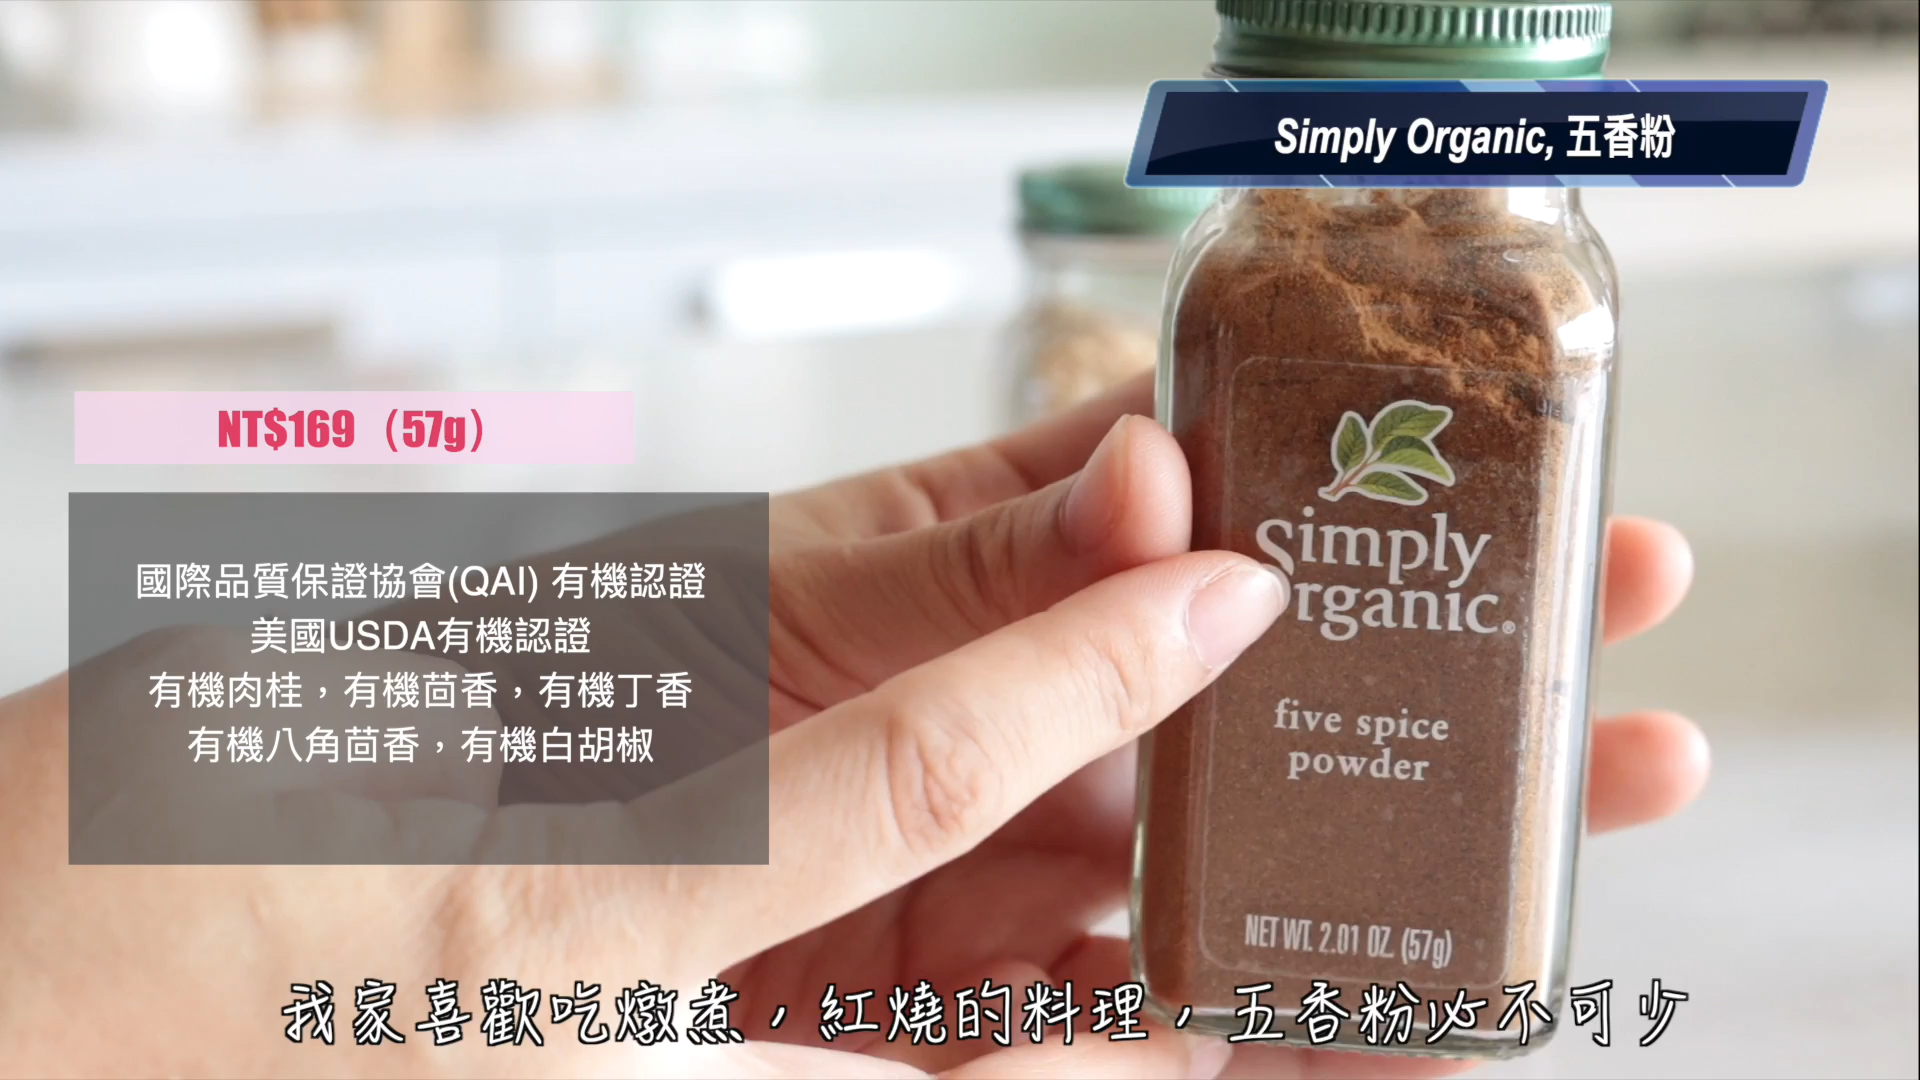 Simply Organic, 五香粉
NT$169（57g）
國際品質保證協會(QAI) 有機認證
美國USDA有機認證
有機肉桂，有機茴香，有機丁香
有機八角茴香，有機白胡椒
Simply
rganic®
five spice
powder
NET WT. 2.01 OZ. (57g)
我家喜歡吃燉煮，紅燒的料理，五香粉必不可少